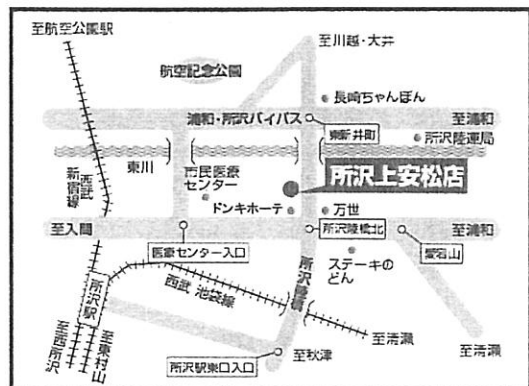 至航空公園駅
至川越・大井
航空記念公園
長崎ちゃんぽん
浦和・所沢バイパス
至浦和
東新井町
所沢陸運局
東川
市民医療
センター
所沢上安松店
西武
新宿線
ドンキホーテ
万世
至入間
至浦和
医療センター入口
所沢陸橋北
愛宕山
所沢陸橋
ステーキの
どん
西武 池袋線
所沢駅
至清瀬
至清瀬
至西所沢
至東村山
所沢駅東口入口
至秋津